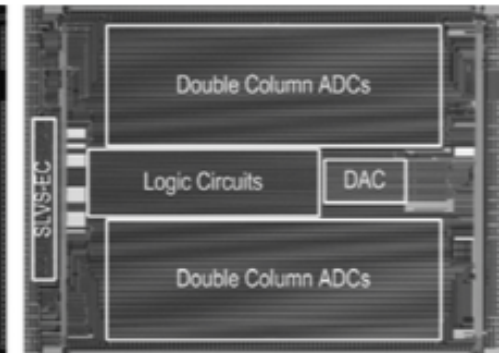 Double Column ADCs
SLVS-EC
Logic Circuits
DAC
Double Column ADCs